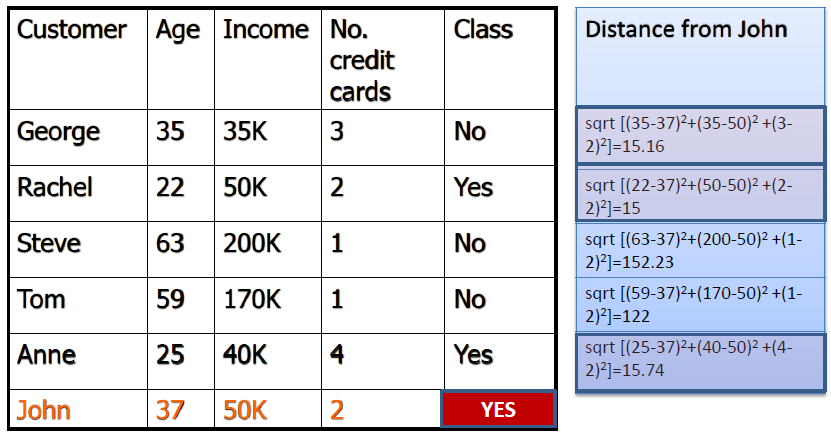 Customer Age Income No. credit cards Class
George 35 35K 3 No
Rachel 22 50K 2 Yes
Steve 63 200K 1 No
Tom 59 170K 1 No
Anne 25 40K 4 Yes
John 37 50K 2 YES
Distance from John
sqrt [(35-37)²+(35-50)² +(3-
2)²]=15.16
sqrt [(22-37)²+(50-50)² +(2-
2)²]=15
sqrt [(63-37)²+(200-50)² +(1-
2)²]=152.23
sqrt [(59-37)²+(170-50)² +(1-
2)²]=122
sqrt [(25-37)²+(40-50)² +(4-
2)²]=15.74